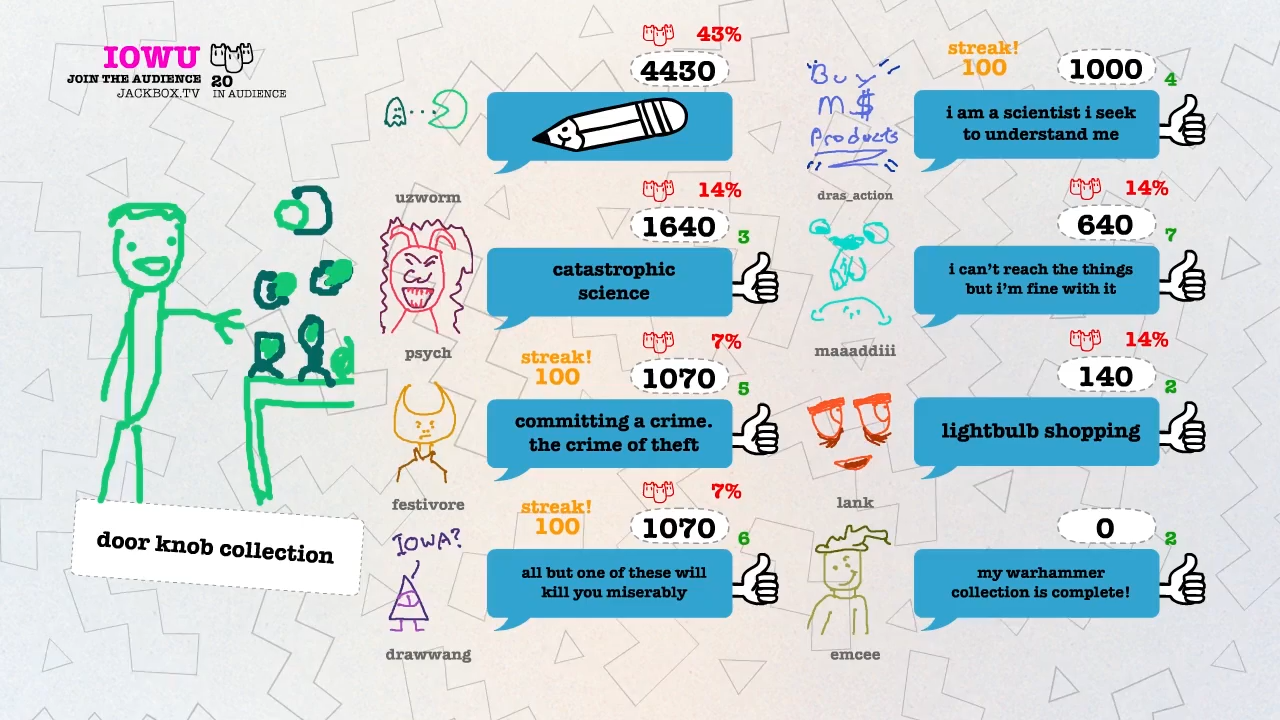 IOWU
JOIN THE AUDIENCE
JACKBOX.TV
20
IN AUDIENCE
door knob collection
43%
4430
uzworm
14%
1640
3
catastrophic
science
psych
streak!
100
7%
1070
5
committing a crime.
the crime of theft
festivore
streak!
100
7%
1070
6
IOWA?
all but one of these will
kill you miserably
drawwang
streak!
100
1000
4
Buy
M$
Products
i am a scientist i seek
to understand me
dras_action
14%
640
7
i can't reach the things
but i'm fine with it
maaaddiii
14%
140
2
lightbulb shopping
lank
0
2
my warhammer
collection is complete!
emcee